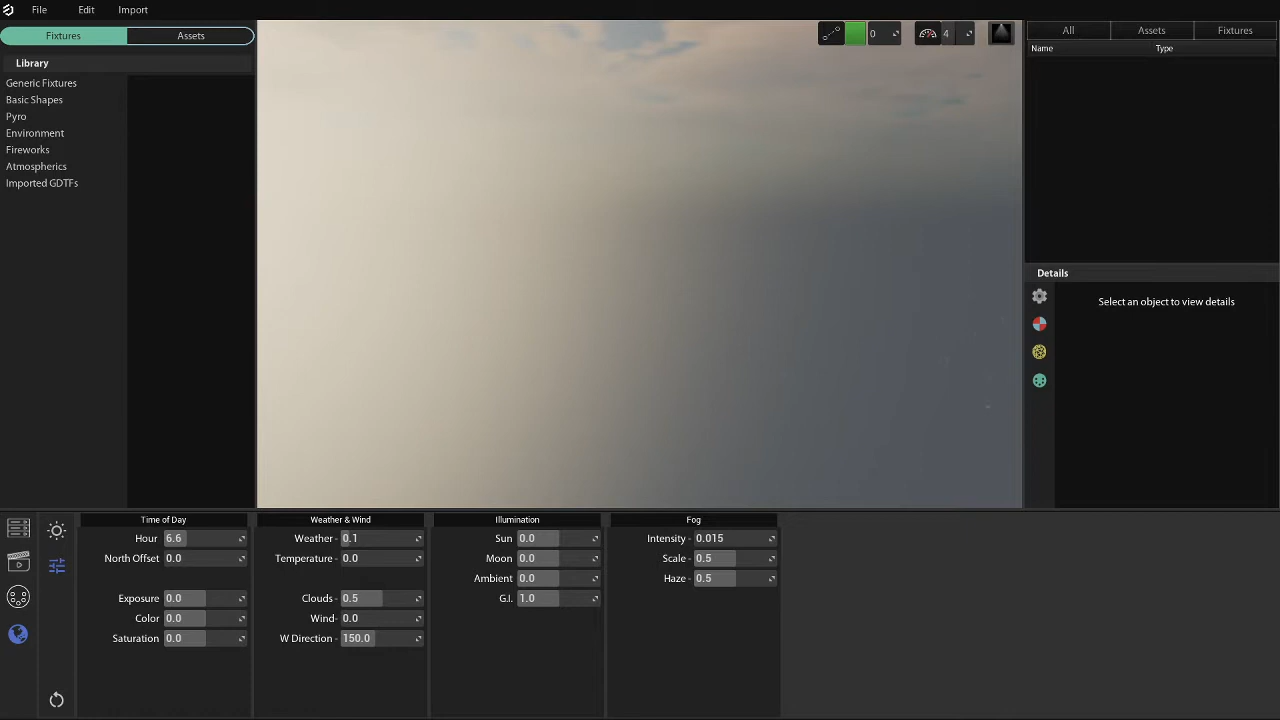 File Edit Import
Fixtures Assets
Library
Generic Fixtures
Basic Shapes
Pyro
Environment
Fireworks
Atmospherics
Imported GDTFs
0 4
All Assets Fixtures
Name Type
Details
Select an object to view details
Time of Day
Hour 6.6
North Offset 0.0
Exposure 0.0
Color 0.0
Saturation 0.0
Weather & Wind
Weather - 0.1
Temperature - 0.0
Clouds - 0.5
Wind - 0.0
W Direction - 150.0
Illumination
Sun 0.0
Moon 0.0
Ambient 0.0
G.I. 1.0
Fog
Intensity - 0.015
Scale - 0.5
Haze - 0.5